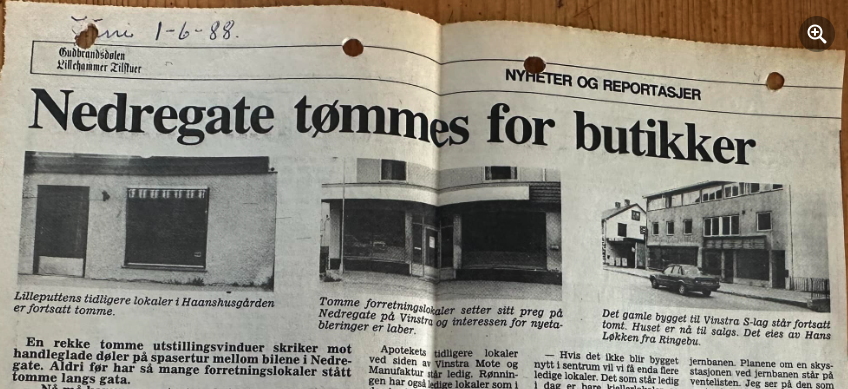 Juni 1-6-88.
Gudbrandsdølen
Lillehammer Tilskuer
NYHETER OG REPORTASJER
Nedregate tømmes for butikker
Lilleputtens tidligere lokaler i Haanshusgården
er fortsatt tomme.
Tomme forretningslokaler setter sitt preg på
Nedregate på Vinstra og interessen for nyeta-
bleringer er laber.
Det gamle bygget til Vinstra S-lag står fortsatt
tomt. Huset er nå til salgs. Det eies av Hans
Løkken fra Ringebu.
En rekke tomme utstillingsvinduer skriker mot
handleglade døler på spasertur mellom bilene i Nedre-
gate. Aldri før har så mange forretningslokaler stått
tomme langs gata.
Apotekets tidligere lokaler
ved siden av Vinstra Mote og
Manufaktur står ledig. Rønnin-
gen har også ledige lokaler som i
— Hvis det ikke blir bygget
nytt i sentrum vil vi få enda flere
ledige lokaler. Det som står ledig
jernbanen. Planene om en skys-
stasjonen ved jernbanen står på
ventelisten. Jeg ser på den som